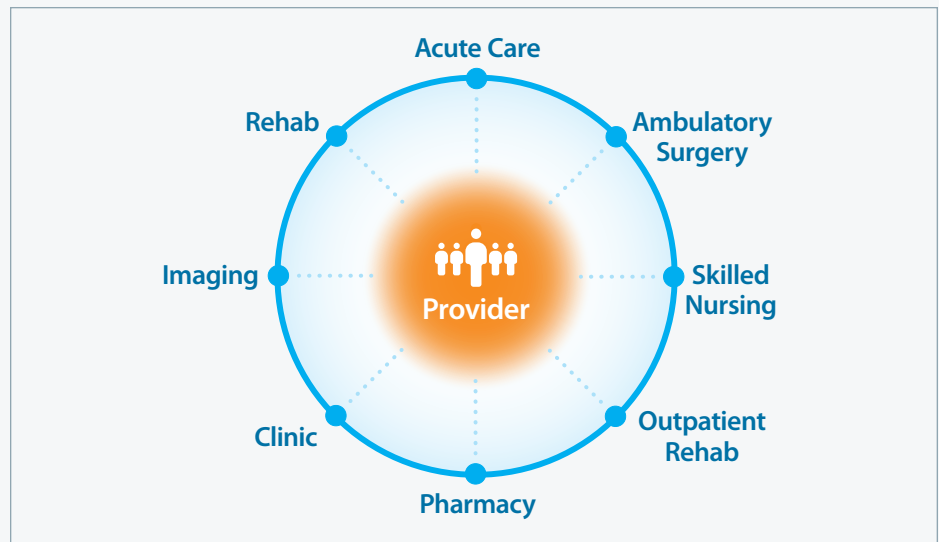 Acute Care
Rehab
Ambulatory
Surgery
Imaging
Provider
Skilled
Nursing
Clinic
Outpatient
Rehab
Pharmacy